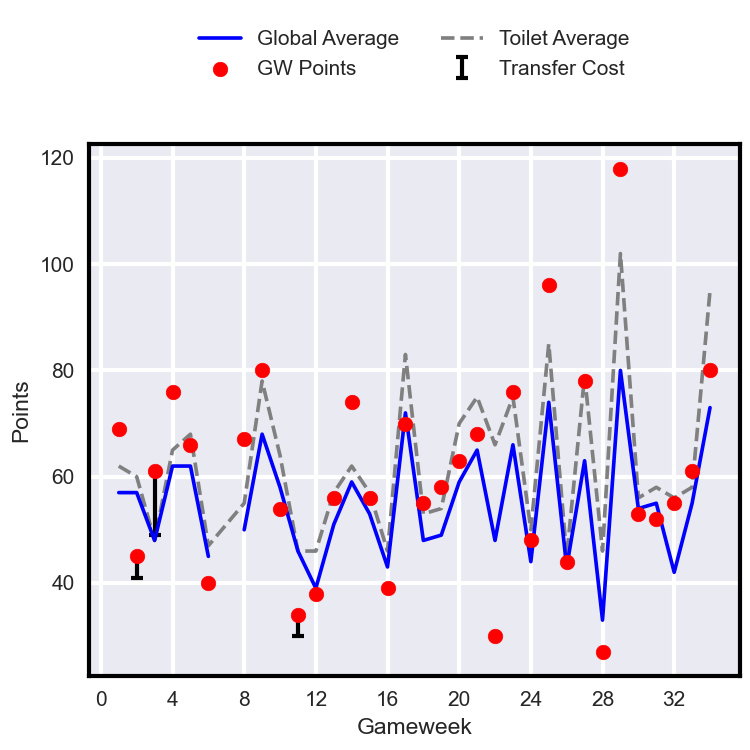 Global Average
Toilet Average
GW Points
Transfer Cost
120
100
80
60
40
Points
0 4 8 12 16 20 24 28 32
Gameweek